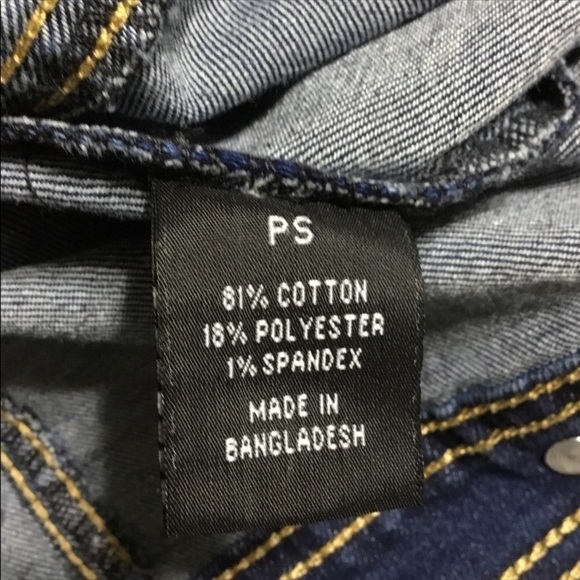 PS
81% COTTON
18% POLYESTER
1% SPANDEX
MADE IN
BANGLADESH